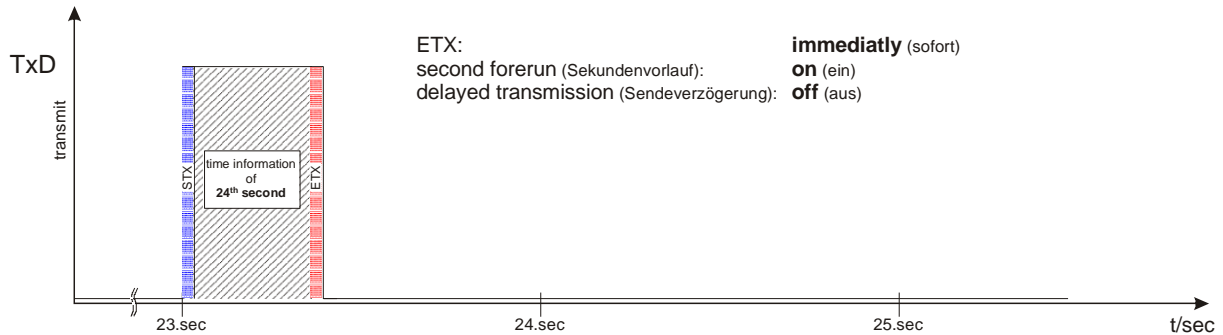 ETX: immediatly (sofort)
second forerun (Sekundenvorlauf): on (ein)
delayed transmission (Sendeverzögerung): off (aus)
TxD
transmit
STX
time information
of
24th second
ETX
23.sec
24.sec
25.sec
t/sec